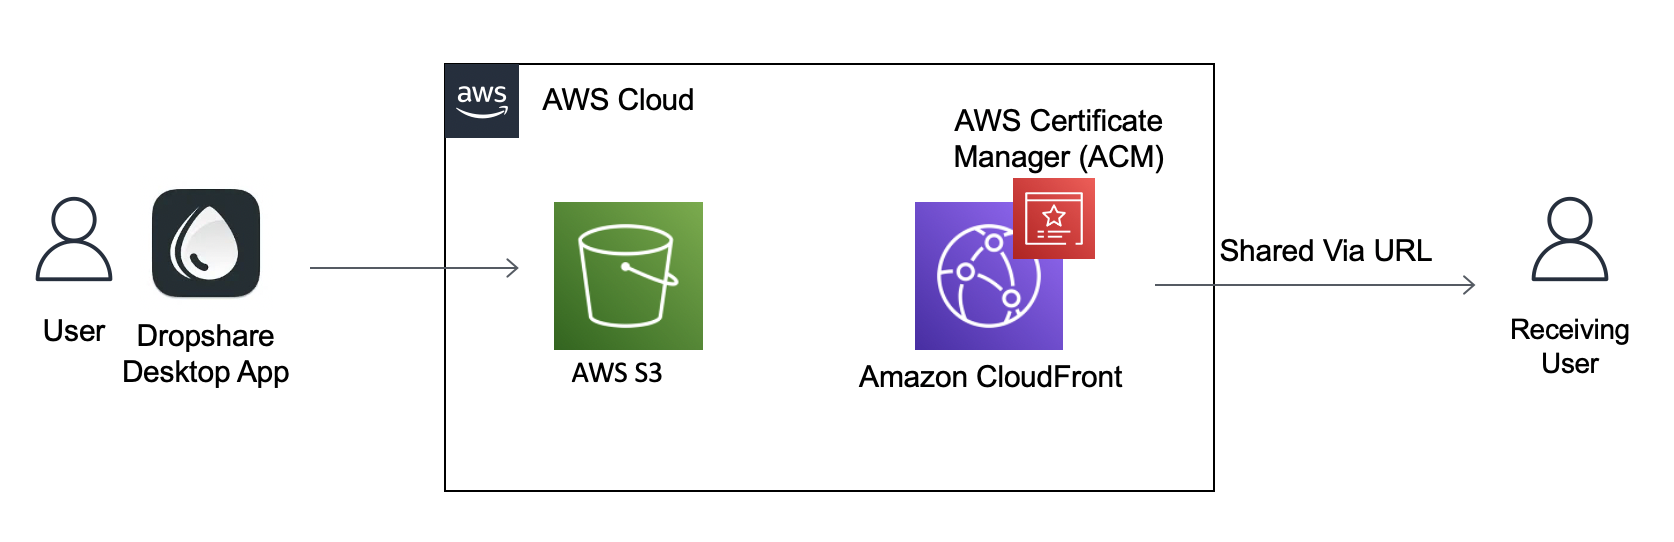 aws
AWS Cloud
AWS Certificate
Manager (ACM)
Shared Via URL
User
Dropshare
Desktop App
AWS S3
Amazon CloudFront
Receiving
User